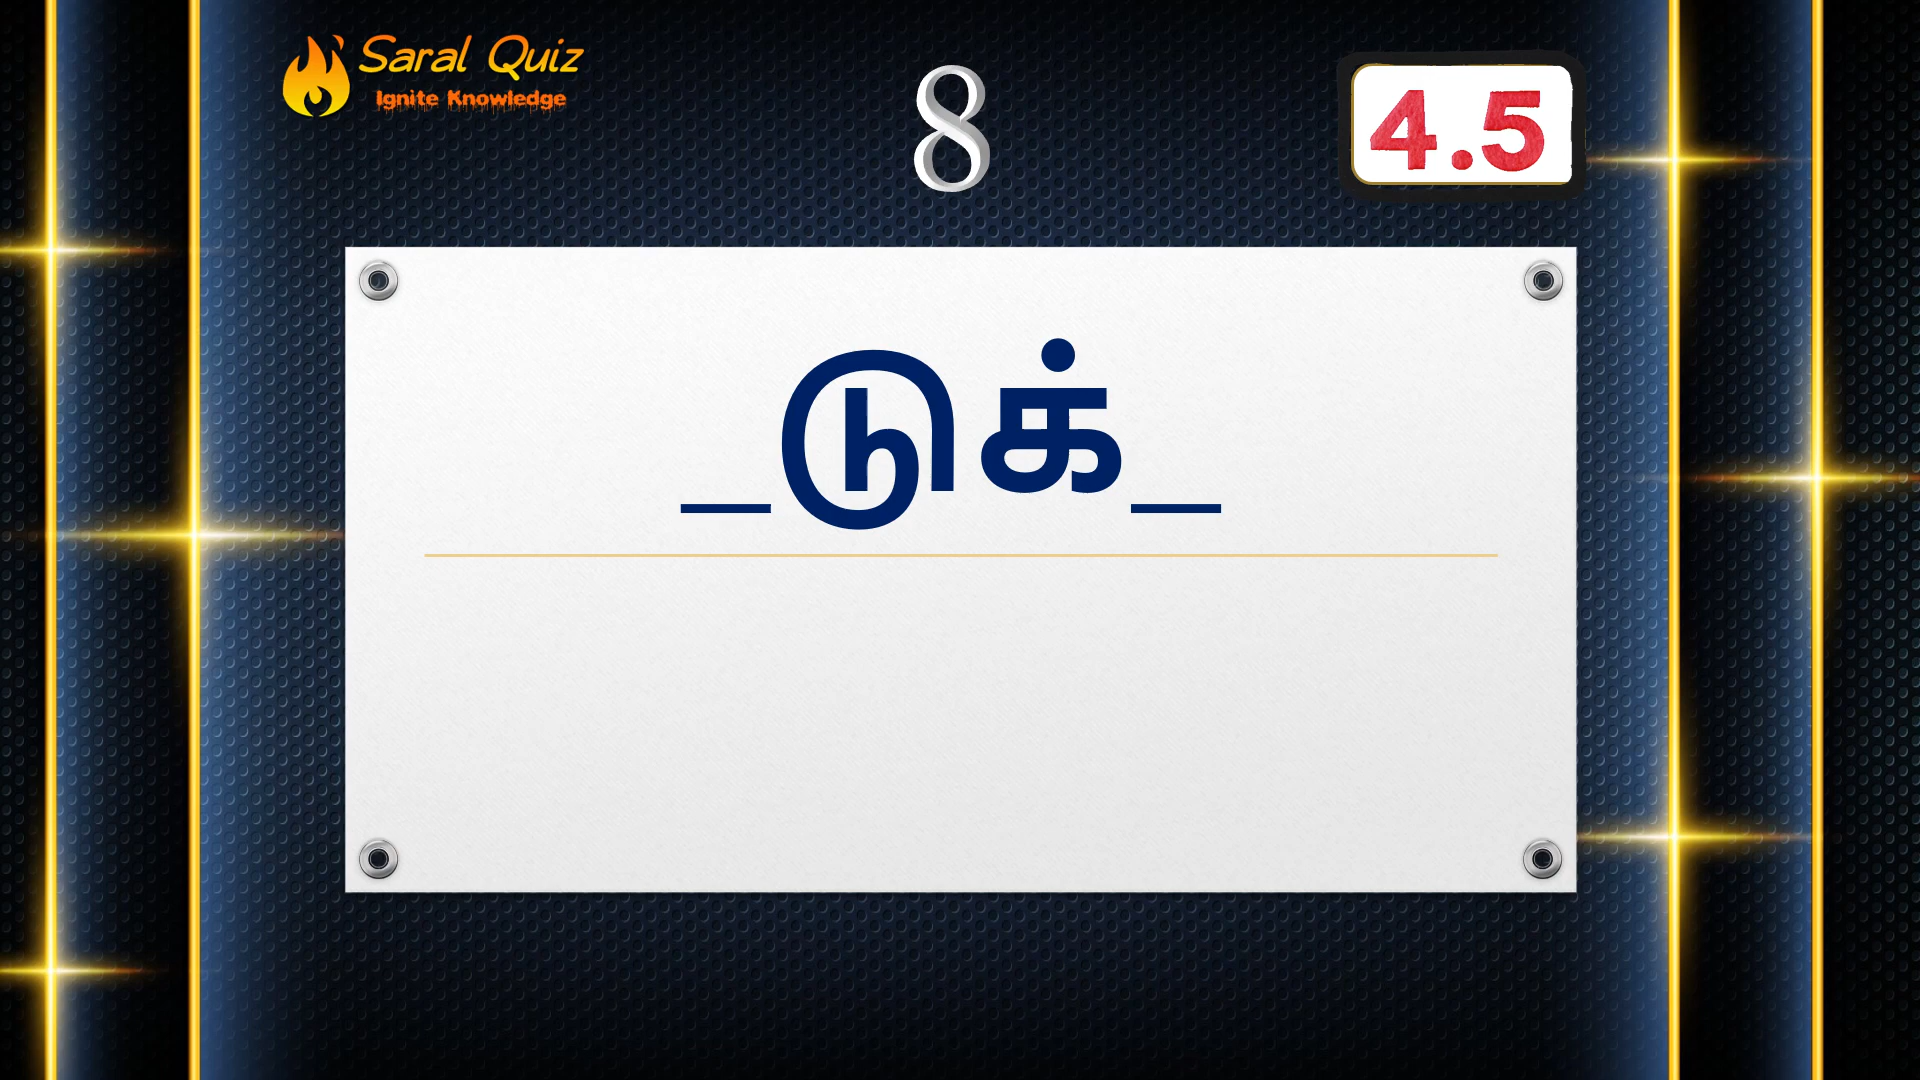 Saral Quiz
Ignite Knowledge
8
4.5
_டுக்_